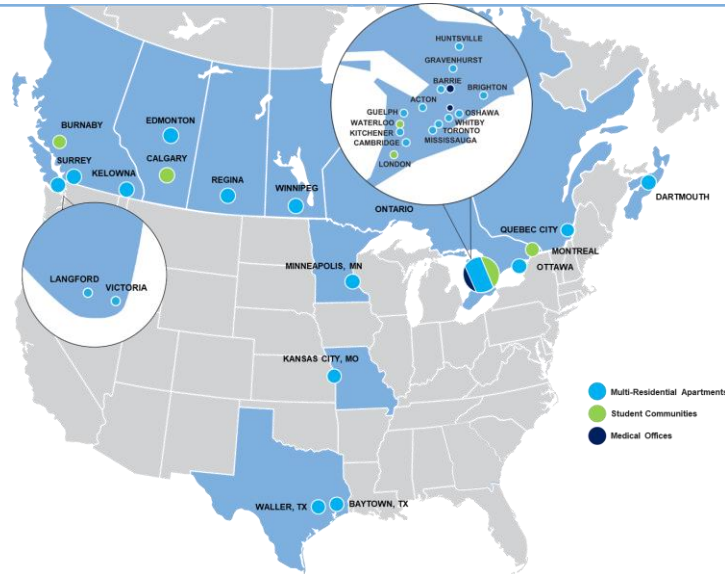 HUNTSVILLE
GRAVENHURST
BARRIE
BRIGHTON
ACTON
GUELPH
OSHAWA
WATERLOO
WHITBY
KITCHENER
TORONTO
CAMBRIDGE
MISSISSAUGA
LONDON
BURNABY
EDMONTON
SURREY
CALGARY
KELOWNA
REGINA
WINNIPEG
ONTARIO
DARTMOUTH
QUEBEC CITY
MONTREAL
OTTAWA
LANGFORD
VICTORIA
MINNEAPOLIS, MN
KANSAS CITY, MO
WALLER, TX
BAYTOWN, TX
Multi-Residential Apartments
Student Communities
Medical Offices